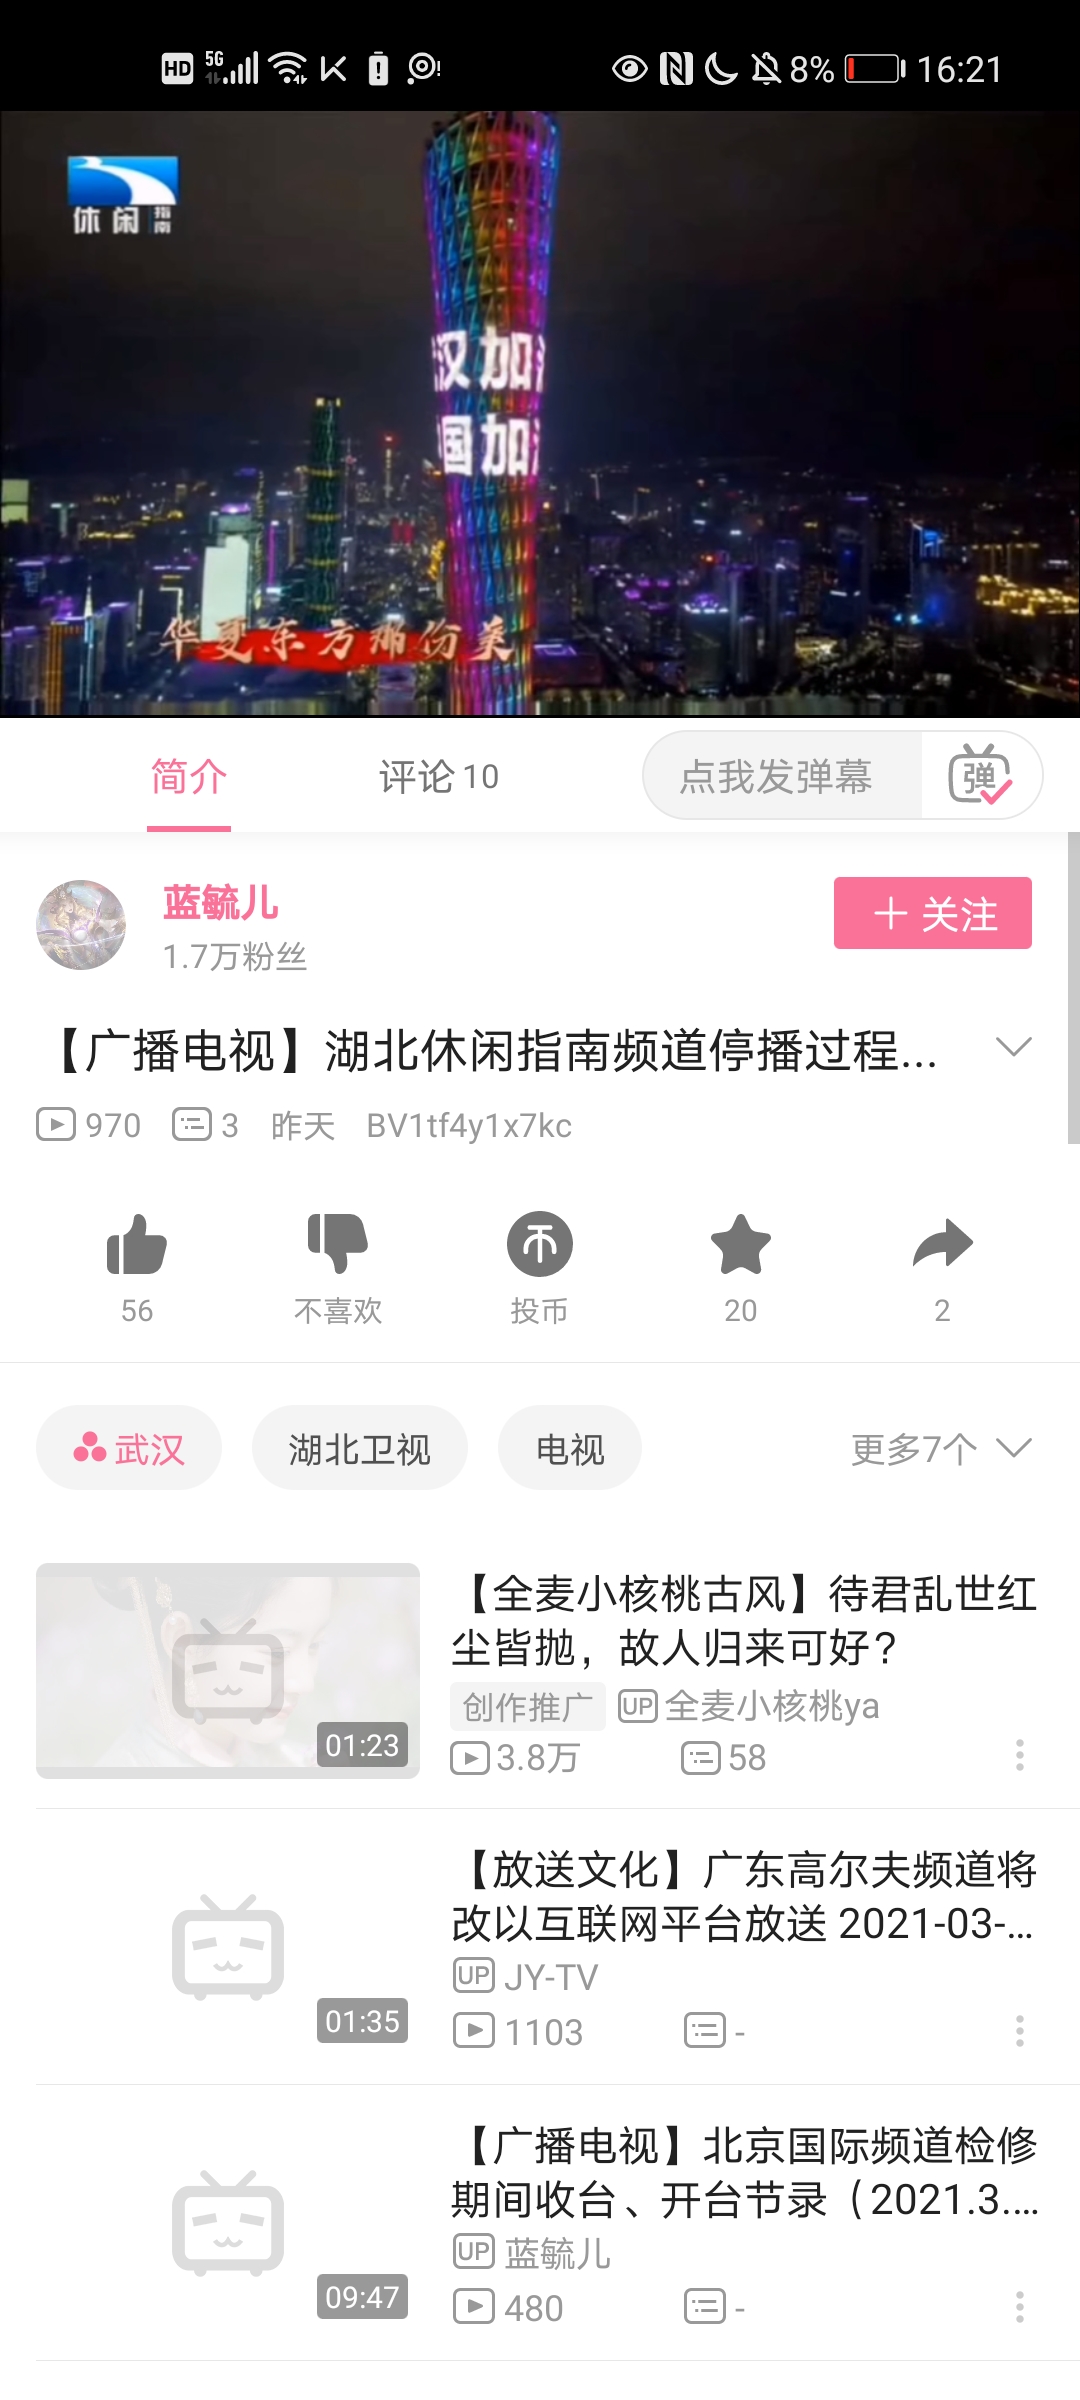 HD 5G 8% 16:21
休闲指南
汉加
国加
华夏东方那份美
简介 评论10 点我发弹幕 弹
蓝毓儿
1.7万粉丝
关注
【广播电视】湖北休闲指南频道停播过程...
970 3 昨天 BV1tf4y1x7kc
56 不喜欢 投币 20 2
武汉 湖北卫视 电视 更多7个
【全麦小核桃古风】待君乱世红
尘皆抛，故人归来可好？
创作推广 UP 全麦小核桃ya
01:23
3.8万 58
【放送文化】广东高尔夫频道将
改以互联网平台放送 2021-03-...
UP JY-TV
01:35
1103 -
【广播电视】北京国际频道检修
期间收台、开台节录（2021.3....
UP 蓝毓儿
09:47
480 -